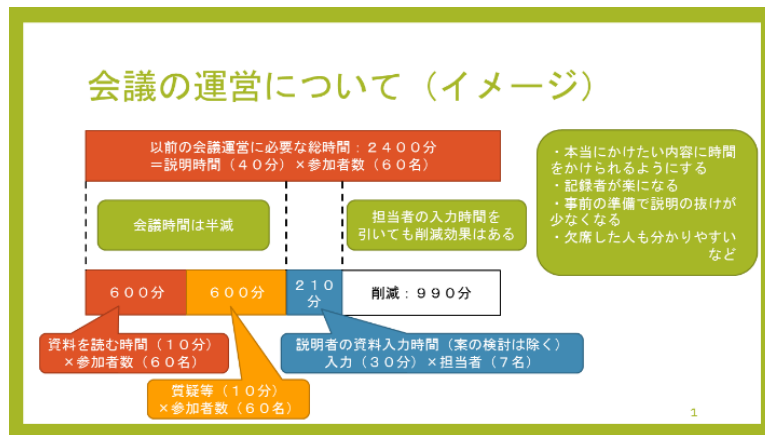 会議の運営について（イメージ）
以前の会議運営に必要な総時間：２４００分
＝説明時間（４０分）×参加者数（６０名）
・本当にかけたい内容に時間
をかけられるようにする
・記録者が楽になる
・事前の準備で説明の抜けが
少なくなる
・欠席した人も分かりやすい
など
会議時間は半減
担当者の入力時間を
引いても削減効果はある
６００分
６００分
２１０
分
削減：９９０分
資料を読む時間（１０分）
×参加者数（６０名）
説明者の資料入力時間（案の検討は除く）
入力（３０分）×担当者（７名）
質疑等（１０分）
×参加者数（６０名）
1